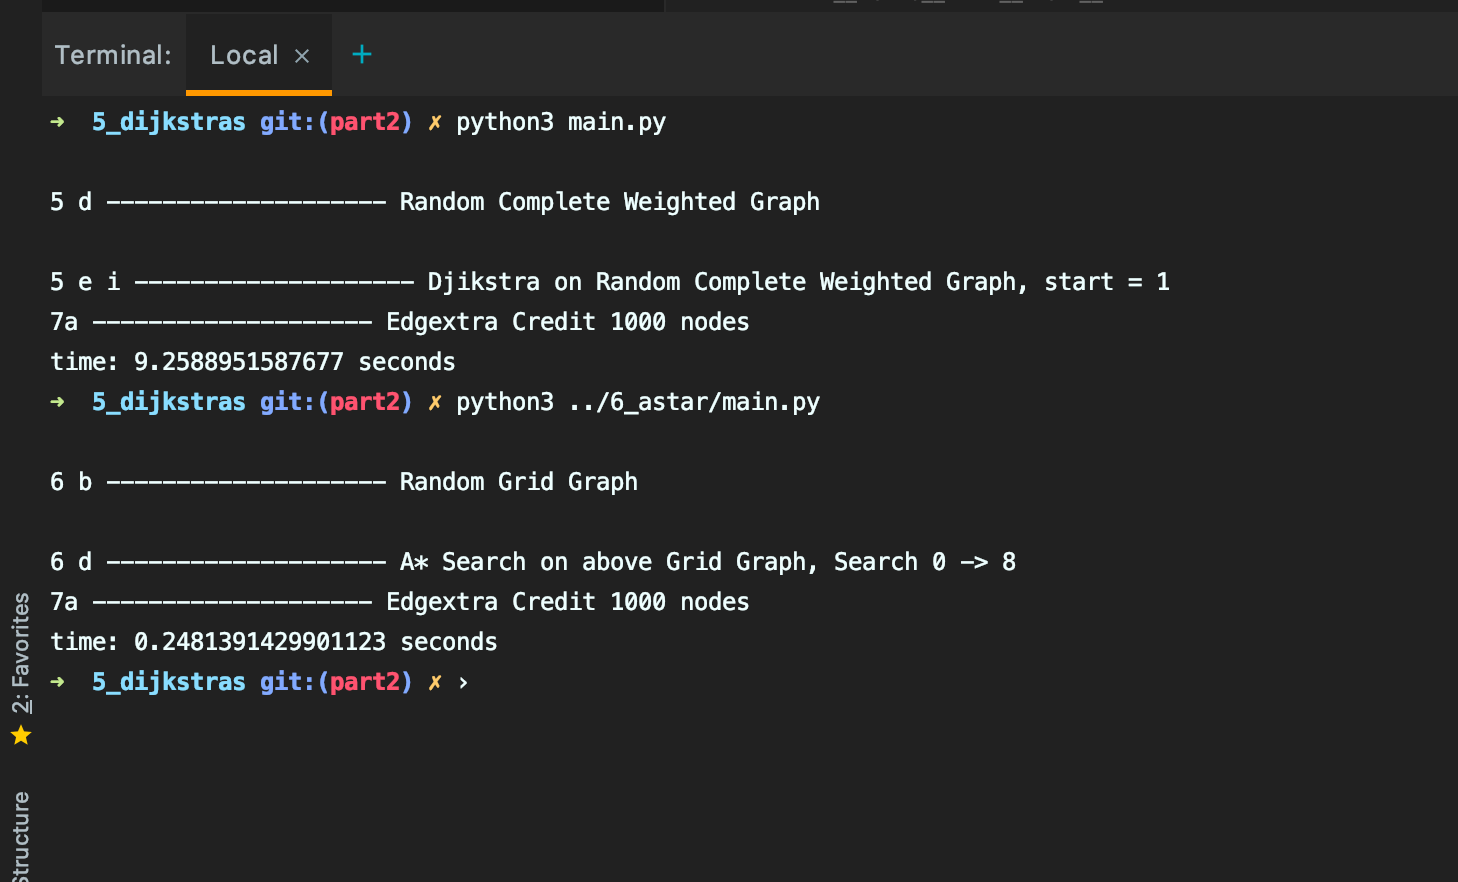 Terminal: Local × +
➜ 5_dijkstras git:(part2) ✗ python3 main.py
5 d -------------------- Random Complete Weighted Graph
5 e i -------------------- Djikstra on Random Complete Weighted Graph, start = 1
7a -------------------- Edgextra Credit 1000 nodes
time: 9.2588951587677 seconds
➜ 5_dijkstras git:(part2) ✗ python3 ../6_astar/main.py
6 b -------------------- Random Grid Graph
6 d -------------------- A* Search on above Grid Graph, Search 0 -> 8
7a -------------------- Edgextra Credit 1000 nodes
time: 0.2481391429901123 seconds
➜ 5_dijkstras git:(part2) ✗ ›
2: Favorites
Structure